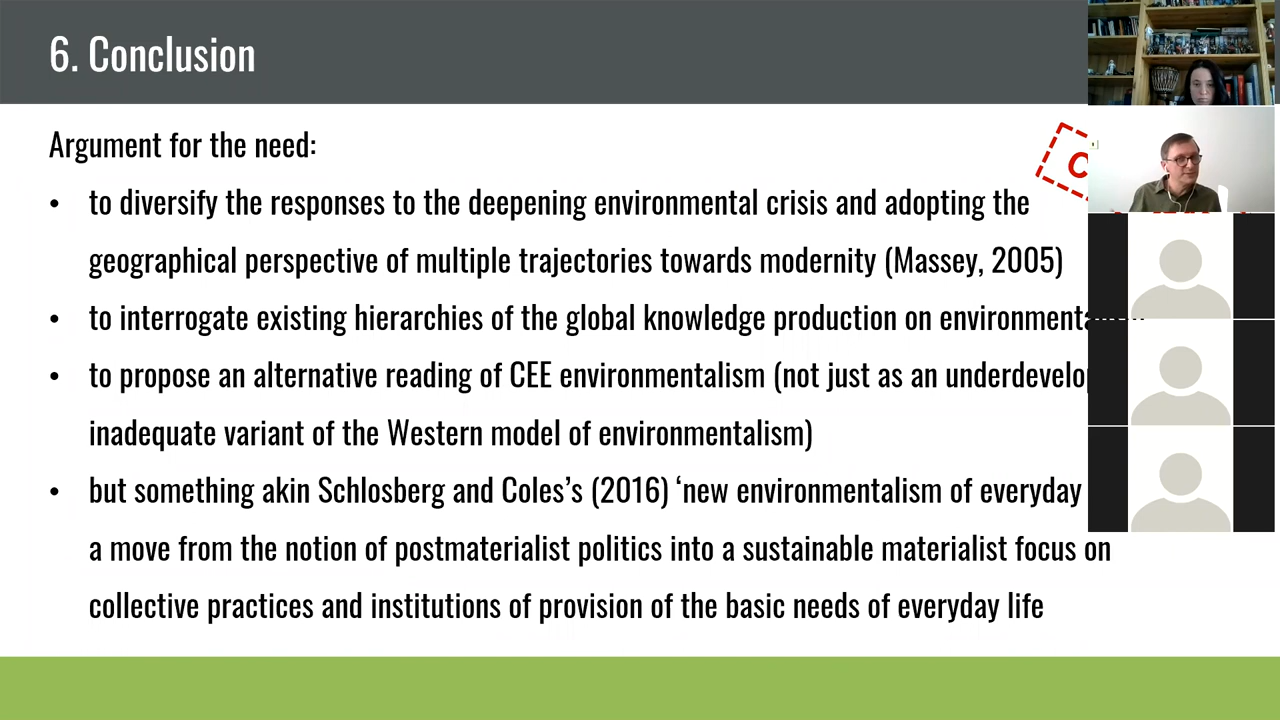 6. Conclusion
Argument for the need:
• to diversify the responses to the deepening environmental crisis and adopting the
geographical perspective of multiple trajectories towards modernity (Massey, 2005)
• to interrogate existing hierarchies of the global knowledge production on
• to propose an alternative reading of CEE environmentalism (not just as an
inadequate variant of the Western model of environmentalism)
• but something akin Schlosberg and Coles’s (2016) ‘new environmentalism of everyday
a move from the notion of postmaterialist politics into a sustainable materialist focus on
collective practices and institutions of provision of the basic needs of everyday life